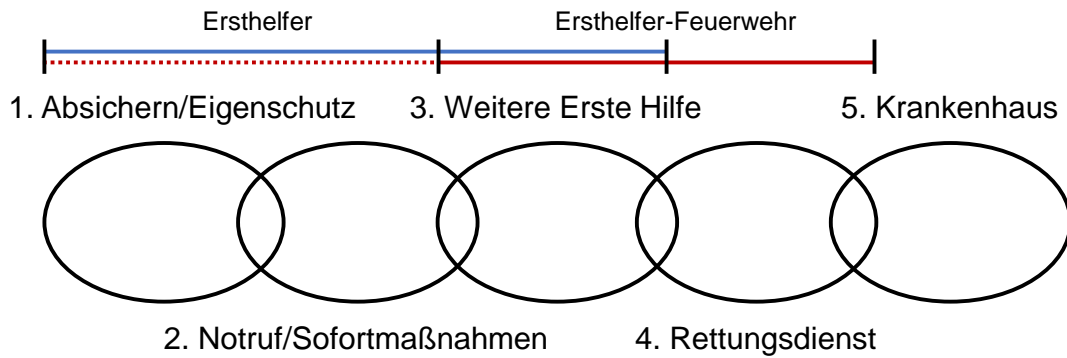 Ersthelfer
Ersthelfer-Feuerwehr
1. Absichern/Eigenschutz
3. Weitere Erste Hilfe
5. Krankenhaus
2. Notruf/Sofortmaßnahmen
4. Rettungsdienst